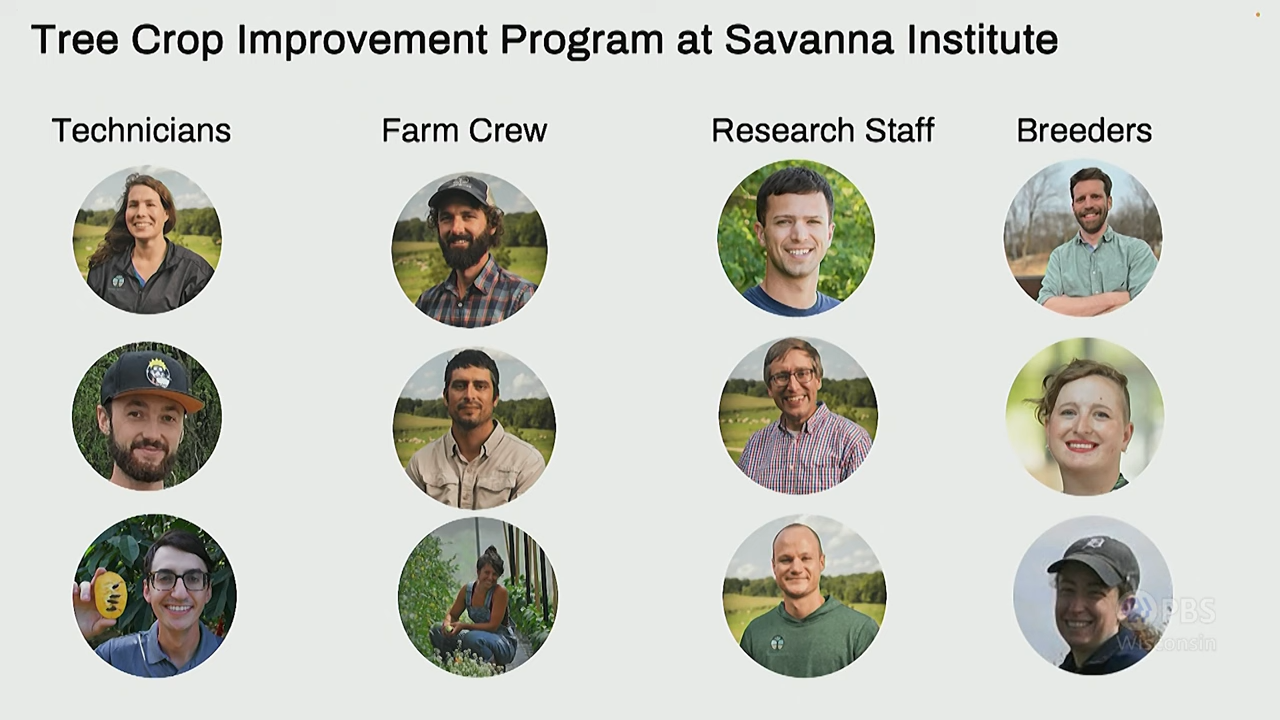 Tree Crop Improvement Program at Savanna Institute
Technicians
Farm Crew
Research Staff
Breeders
PBS
Wisconsin